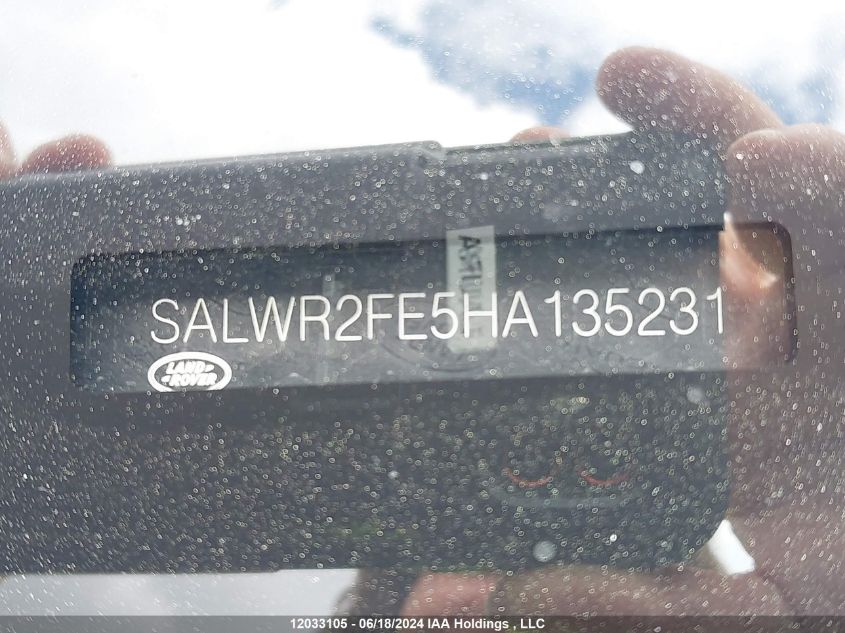 SALWR2FE5HA135231
LAND
ROVER
12033105 - 06/18/2024 IAA Holdings , LLC